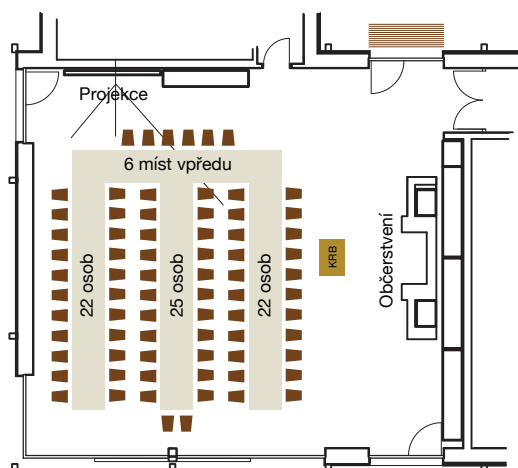 Projekce
6 míst vpředu
22 osob
25 osob
22 osob
KRB
Občerstvení